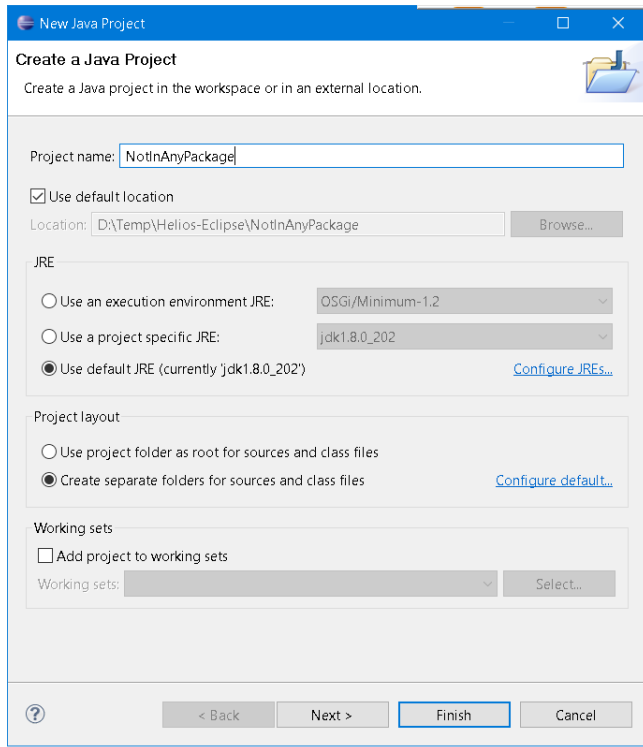 New Java Project
Create a Java Project
Create a Java project in the workspace or in an external location.
Project name: NotInAnyPackage
Use default location
Location: D:\Temp\Helios-Eclipse\NotInAnyPackage Browse...
JRE
Use an execution environment JRE: OSGi/Minimum-1.2
Use a project specific JRE: jdk1.8.0_202
Use default JRE (currently 'jdk1.8.0_202') Configure JREs...
Project layout
Use project folder as root for sources and class files
Create separate folders for sources and class files Configure default...
Working sets
Add project to working sets
Working sets: Select...
? < Back Next > Finish Cancel